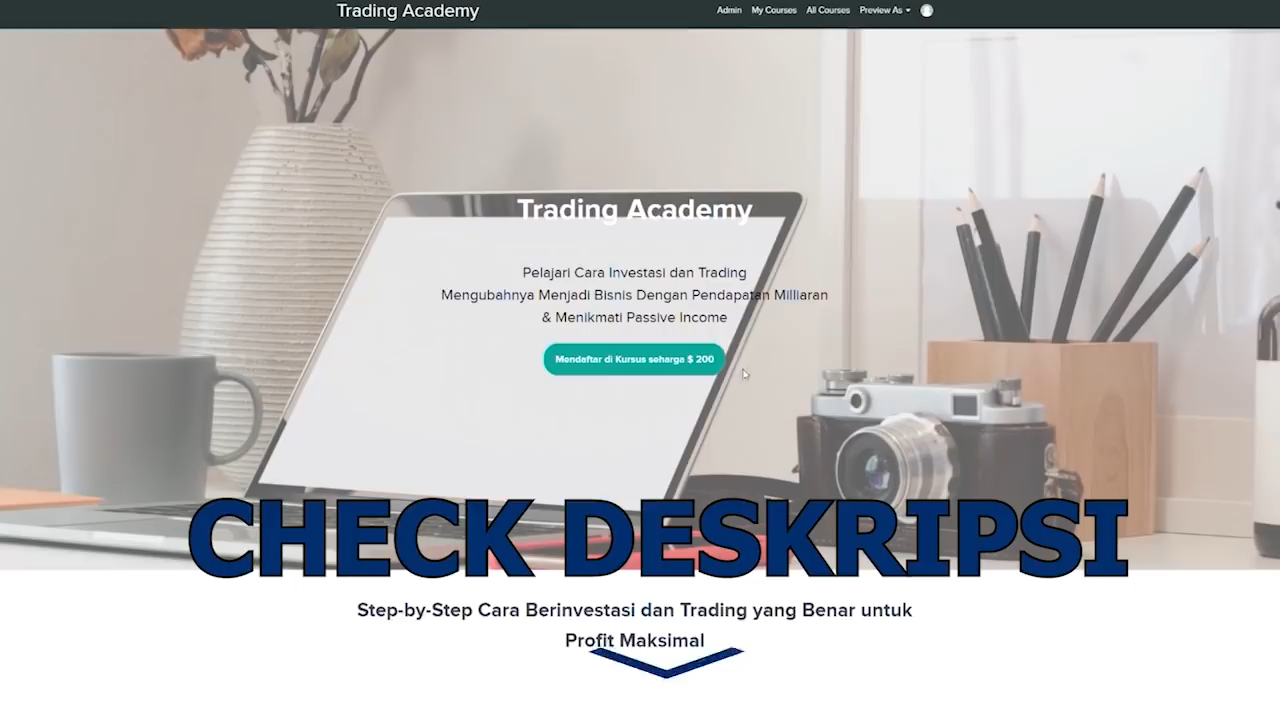 Trading Academy
Admin My Courses All Courses Preview As
Trading Academy
Pelajari Cara Investasi dan Trading
Mengubahnya Menjadi Bisnis Dengan Pendapatan Milliaran
& Menikmati Passive Income
Mendaftar di Kursus seharga $ 200
CHECK DESKRIPSI
Step-by-Step Cara Berinvestasi dan Trading yang Benar untuk
Profit Maksimal